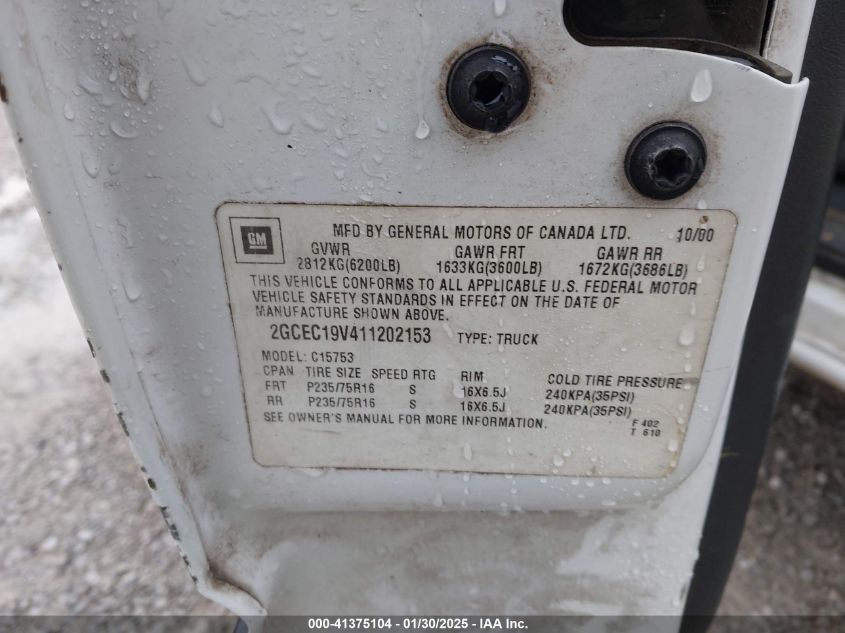 GM
MFD BY GENERAL MOTORS OF CANADA LTD. 10/00
GVWR GAWR FRT GAWR RR
2812KG(6200LB) 1633KG(3600LB) 1672KG(3686LB)
THIS VEHICLE CONFORMS TO ALL APPLICABLE U.S. FEDERAL MOTOR
VEHICLE SAFETY STANDARDS IN EFFECT ON THE DATE OF
MANUFACTURE SHOWN ABOVE.
2GCEC19V411202153 TYPE: TRUCK
MODEL: C15753
CPAN TIRE SIZE SPEED RTG RIM COLD TIRE PRESSURE
FRT P235/75R16 S 16X6.5J 240KPA(35PSI)
RR P235/75R16 S 16X6.5J 240KPA(35PSI)
SEE OWNER'S MANUAL FOR MORE INFORMATION.
F 402
T 610
000-41375104 - 01/30/2025 - IAA Inc.